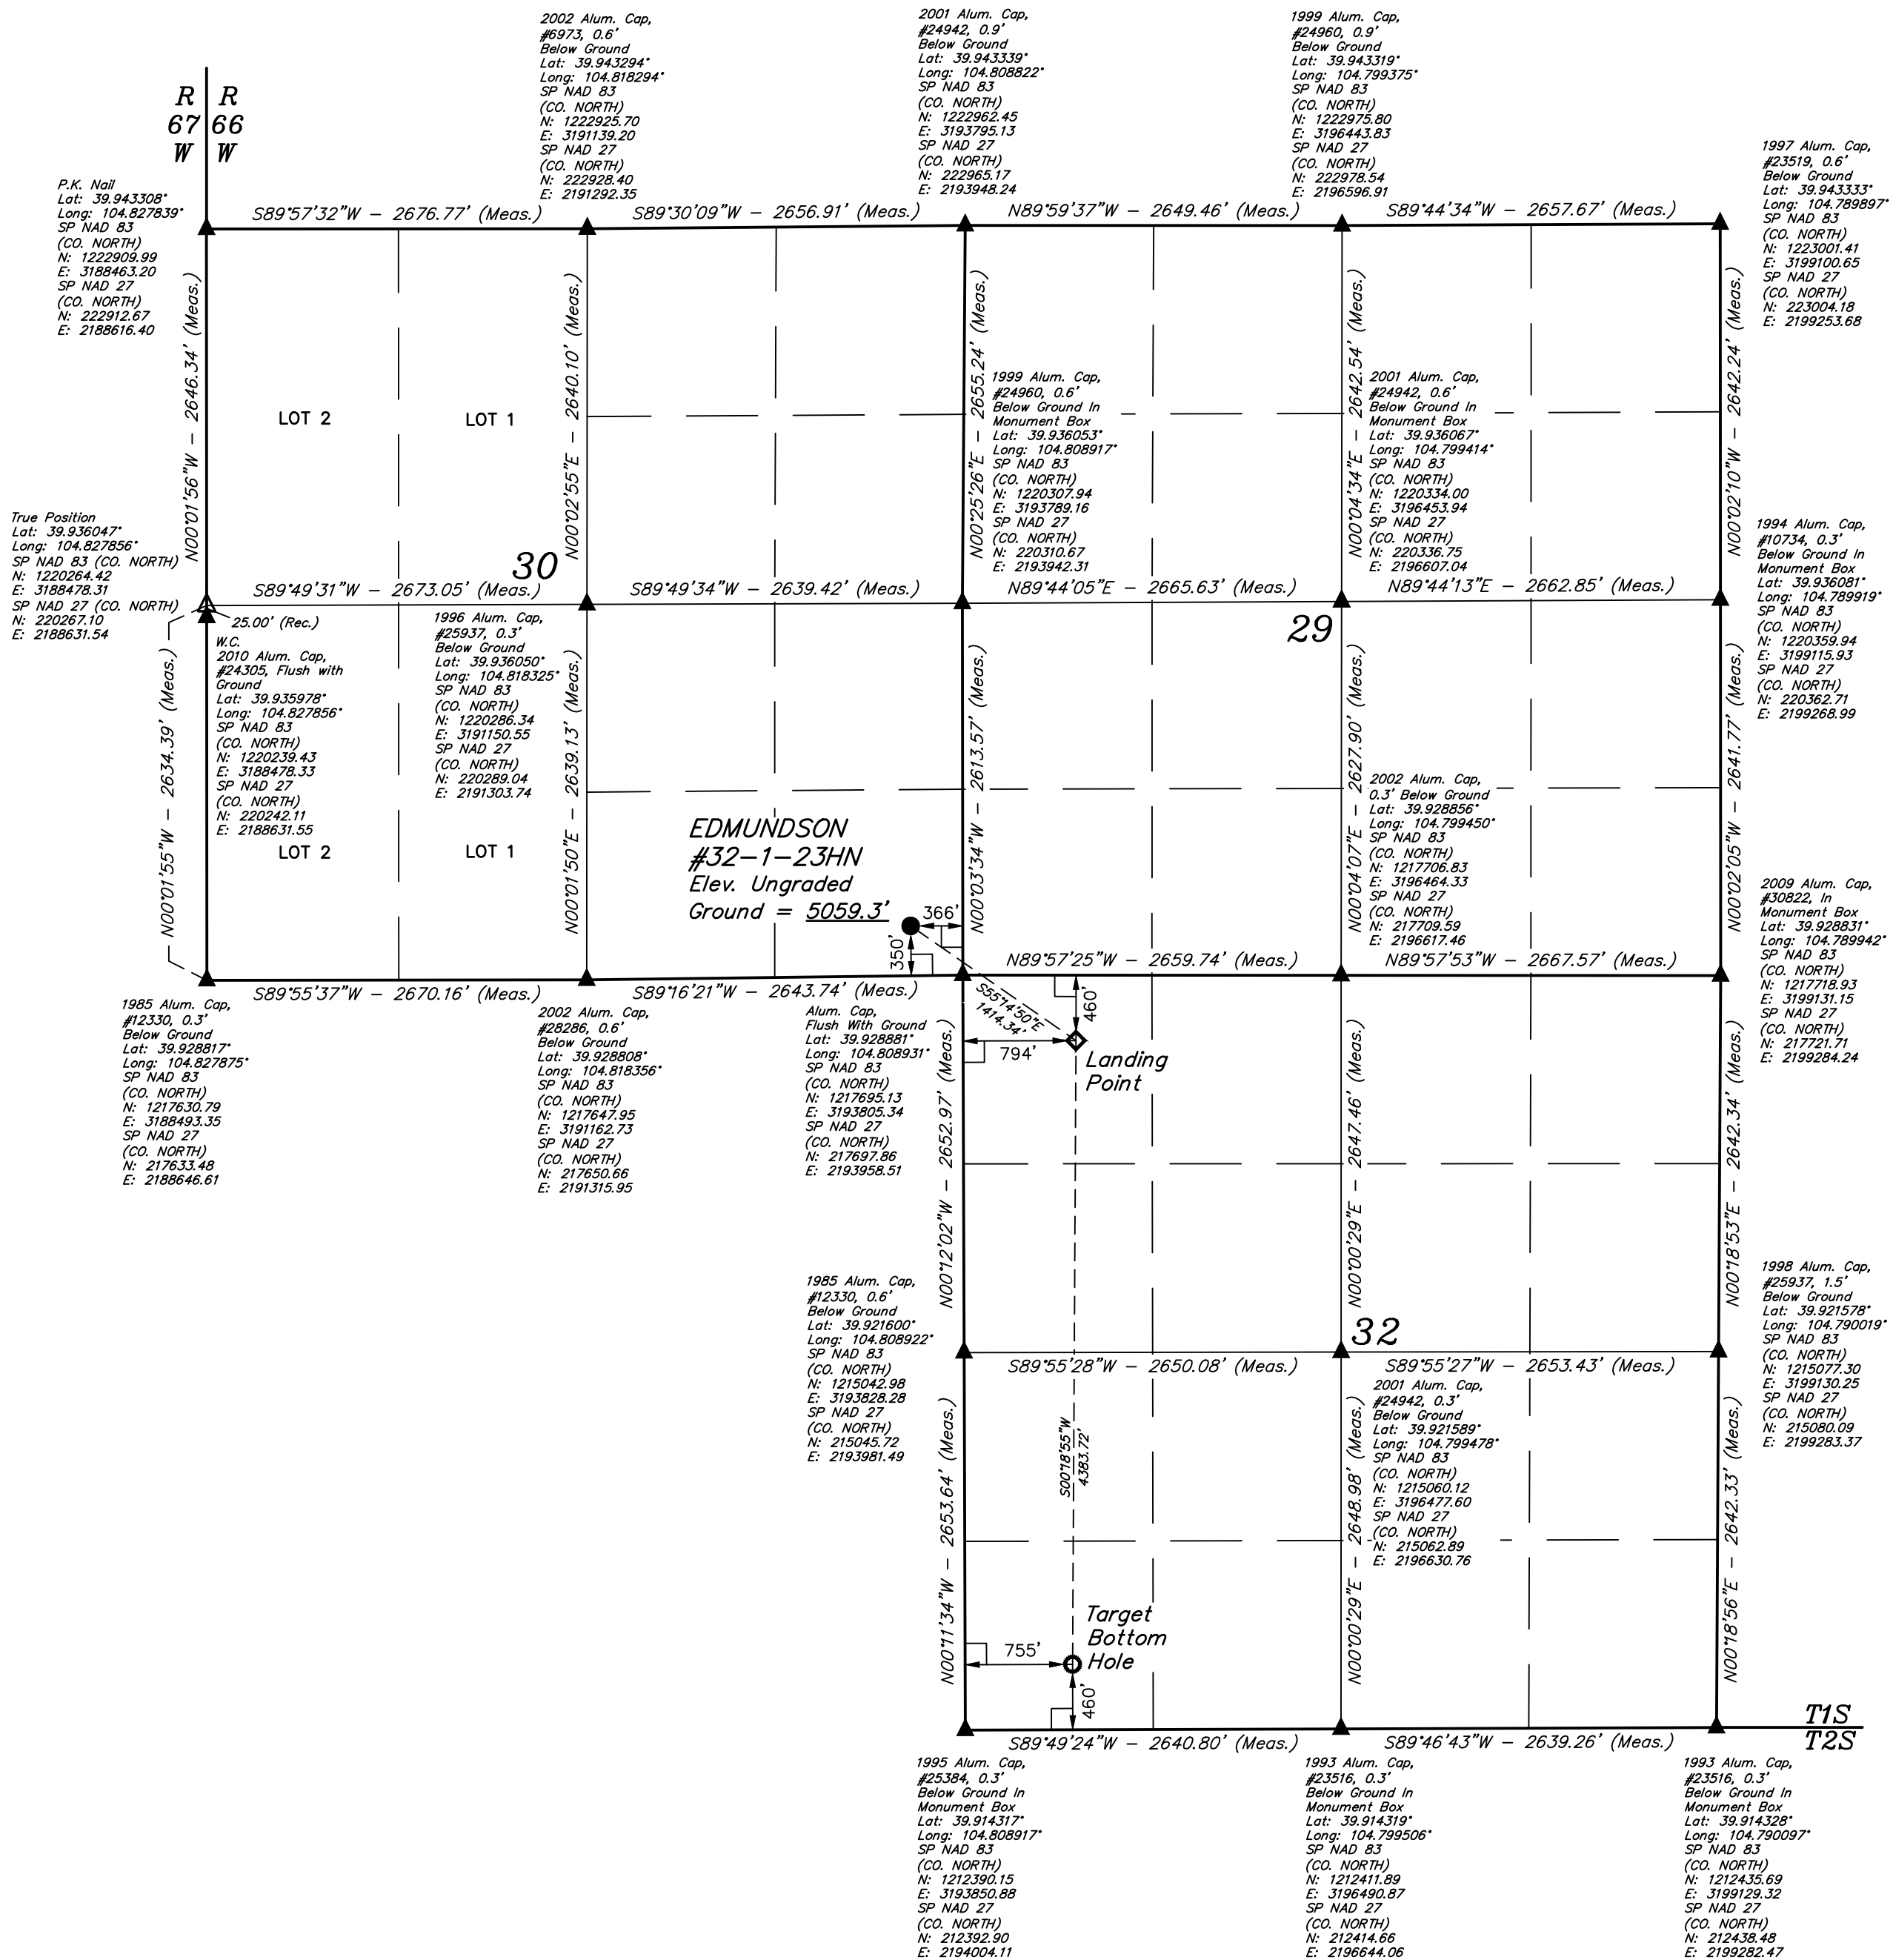 2002 Alum. Cap,
#6973, 0.6'
Below Ground
Lat: 39.943294°
Long: 104.818294°
SP NAD 83
(CO. NORTH)
N: 1222925.70
E: 3191139.20
SP NAD 27
(CO. NORTH)
N: 222928.40
E: 2191292.35
2001 Alum. Cap,
#24942, 0.9'
Below Ground
Lat: 39.943339°
Long: 104.808822°
SP NAD 83
(CO. NORTH)
N: 1222962.45
E: 3193795.13
SP NAD 27
(CO. NORTH)
N: 222965.17
E: 2193948.24
1999 Alum. Cap,
#24960, 0.9'
Below Ground
Lat: 39.943319°
Long: 104.799375°
SP NAD 83
(CO. NORTH)
N: 1222975.80
E: 3196443.83
SP NAD 27
(CO. NORTH)
N: 222978.54
E: 2196596.91
R R
67 66
W W
P.K. Nail
Lat: 39.943308°
Long: 104.827839°
SP NAD 83
(CO. NORTH)
N: 1222909.99
E: 3188463.20
SP NAD 27
(CO. NORTH)
N: 222912.67
E: 2188616.40
1997 Alum. Cap,
#23519, 0.6'
Below Ground
Lat: 39.943333°
Long: 104.789897°
SP NAD 83
(CO. NORTH)
N: 1223001.41
E: 3199100.65
SP NAD 27
(CO. NORTH)
N: 223004.18
E: 2199253.68
S89°57'32"W - 2676.77' (Meas.)
S89°30'09"W - 2656.91' (Meas.)
N89°59'37"W - 2649.46' (Meas.)
S89°44'34"W - 2657.67' (Meas.)
N00°01'56"W - 2646.34' (Meas.)
N00°02'55"E - 2640.10' (Meas.)
N00°25'26"E - 2655.24' (Meas.)
N00°04'34"E - 2642.54' (Meas.)
N00°02'10"W - 2642.24' (Meas.)
LOT 2
LOT 1
1999 Alum. Cap,
#24960, 0.6'
Below Ground In
Monument Box
Lat: 39.936053°
Long: 104.808917°
SP NAD 83
(CO. NORTH)
N: 1220307.94
E: 3193789.16
SP NAD 27
(CO. NORTH)
N: 220310.67
E: 2193942.31
2001 Alum. Cap,
#24942, 0.6'
Below Ground In
Monument Box
Lat: 39.936067°
Long: 104.799414°
SP NAD 83
(CO. NORTH)
N: 1220334.00
E: 3196453.94
SP NAD 27
(CO. NORTH)
N: 220336.75
E: 2196607.04
True Position
Lat: 39.936047°
Long: 104.827856°
SP NAD 83 (CO. NORTH)
N: 1220264.42
E: 3188478.31
SP NAD 27 (CO. NORTH)
N: 220267.10
E: 2188631.54
1994 Alum. Cap,
#10734, 0.3'
Below Ground In
Monument Box
Lat: 39.936081°
Long: 104.789919°
SP NAD 83
(CO. NORTH)
N: 1220359.94
E: 3199115.93
SP NAD 27
(CO. NORTH)
N: 220362.71
E: 2199268.99
30
S89°49'31"W - 2673.05' (Meas.)
S89°49'34"W - 2639.42' (Meas.)
N89°44'05"E - 2665.63' (Meas.)
N89°44'13"E - 2662.85' (Meas.)
29
25.00' (Rec.)
W.C.
2010 Alum. Cap,
#24305, Flush with
Ground
Lat: 39.935978°
Long: 104.827856°
SP NAD 83
(CO. NORTH)
N: 1220239.43
E: 3188478.33
SP NAD 27
(CO. NORTH)
N: 220242.11
E: 2188631.55
1996 Alum. Cap,
#25937, 0.3'
Below Ground
Lat: 39.936050°
Long: 104.818325°
SP NAD 83
(CO. NORTH)
N: 1220286.34
E: 3191150.55
SP NAD 27
(CO. NORTH)
N: 220289.04
E: 2191303.74
N00°01'55"W - 2634.39' (Meas.)
N00°01'50"E - 2639.13' (Meas.)
N00°03'34"W - 2613.57' (Meas.)
N00°04'07"E - 2627.90' (Meas.)
N00°02'05"W - 2641.77' (Meas.)
2002 Alum. Cap,
0.3' Below Ground
Lat: 39.928856°
Long: 104.799450°
SP NAD 83
(CO. NORTH)
N: 1217706.83
E: 3196464.33
SP NAD 27
(CO. NORTH)
N: 217709.59
E: 2196617.46
LOT 2
LOT 1
EDMUNDSON
#32-1-23HN
Elev. Ungraded
Ground = 5059.3'
366'
350'
2009 Alum. Cap,
#30822, In
Monument Box
Lat: 39.928831°
Long: 104.789942°
SP NAD 83
(CO. NORTH)
N: 1217718.93
E: 3199131.15
SP NAD 27
(CO. NORTH)
N: 217721.71
E: 2199284.24
S89°55'37"W - 2670.16' (Meas.)
S89°16'21"W - 2643.74' (Meas.)
N89°57'25"W - 2659.74' (Meas.)
N89°57'53"W - 2667.57' (Meas.)
1985 Alum. Cap,
#12330, 0.3'
Below Ground
Lat: 39.928817°
Long: 104.827875°
SP NAD 83
(CO. NORTH)
N: 1217630.79
E: 3188493.35
SP NAD 27
(CO. NORTH)
N: 217633.48
E: 2188646.61
2002 Alum. Cap,
#28286, 0.6'
Below Ground
Lat: 39.928808°
Long: 104.818356°
SP NAD 83
(CO. NORTH)
N: 1217647.95
E: 3191162.73
SP NAD 27
(CO. NORTH)
N: 217650.66
E: 2191315.95
Alum. Cap,
Flush With Ground
Lat: 39.928881°
Long: 104.808931°
SP NAD 83
(CO. NORTH)
N: 1217695.13
E: 3193805.34
SP NAD 27
(CO. NORTH)
N: 217697.86
E: 2193958.51
S55°14'50"E
1414.34'
460'
794'
Landing
Point
N00°12'02"W - 2652.97' (Meas.)
N00°00'29"E - 2647.46' (Meas.)
N00°18'53"E - 2642.34' (Meas.)
1985 Alum. Cap,
#12330, 0.6'
Below Ground
Lat: 39.921600°
Long: 104.808922°
SP NAD 83
(CO. NORTH)
N: 1215042.98
E: 3193828.28
SP NAD 27
(CO. NORTH)
N: 215045.72
E: 2193981.49
1998 Alum. Cap,
#25937, 1.5'
Below Ground
Lat: 39.921578°
Long: 104.790019°
SP NAD 83
(CO. NORTH)
N: 1215077.30
E: 3199130.25
SP NAD 27
(CO. NORTH)
N: 215080.09
E: 2199283.37
32
S89°55'28"W - 2650.08' (Meas.)
S89°55'27"W - 2653.43' (Meas.)
2001 Alum. Cap,
#24942, 0.3'
Below Ground
Lat: 39.921589°
Long: 104.799478°
SP NAD 83
(CO. NORTH)
N: 1215060.12
E: 3196477.60
SP NAD 27
(CO. NORTH)
N: 215062.89
E: 2196630.76
S00°18'55"W
4383.72'
N00°11'34"W - 2653.64' (Meas.)
N00°00'29"E - 2648.98' (Meas.)
N00°18'56"E - 2642.33' (Meas.)
Target
Bottom
Hole
755'
460'
T1S
T2S
S89°49'24"W - 2640.80' (Meas.)
S89°46'43"W - 2639.26' (Meas.)
1995 Alum. Cap,
#25384, 0.3'
Below Ground In
Monument Box
Lat: 39.914317°
Long: 104.808917°
SP NAD 83
(CO. NORTH)
N: 1212390.15
E: 3193850.88
SP NAD 27
(CO. NORTH)
N: 212392.90
E: 2194004.11
1993 Alum. Cap,
#23516, 0.3'
Below Ground In
Monument Box
Lat: 39.914319°
Long: 104.799506°
SP NAD 83
(CO. NORTH)
N: 1212411.89
E: 3196490.87
SP NAD 27
(CO. NORTH)
N: 212414.66
E: 2196644.06
1993 Alum. Cap,
#23516, 0.3'
Below Ground In
Monument Box
Lat: 39.914328°
Long: 104.790097°
SP NAD 83
(CO. NORTH)
N: 1212435.69
E: 3199129.32
SP NAD 27
(CO. NORTH)
N: 212438.48
E: 2199282.47